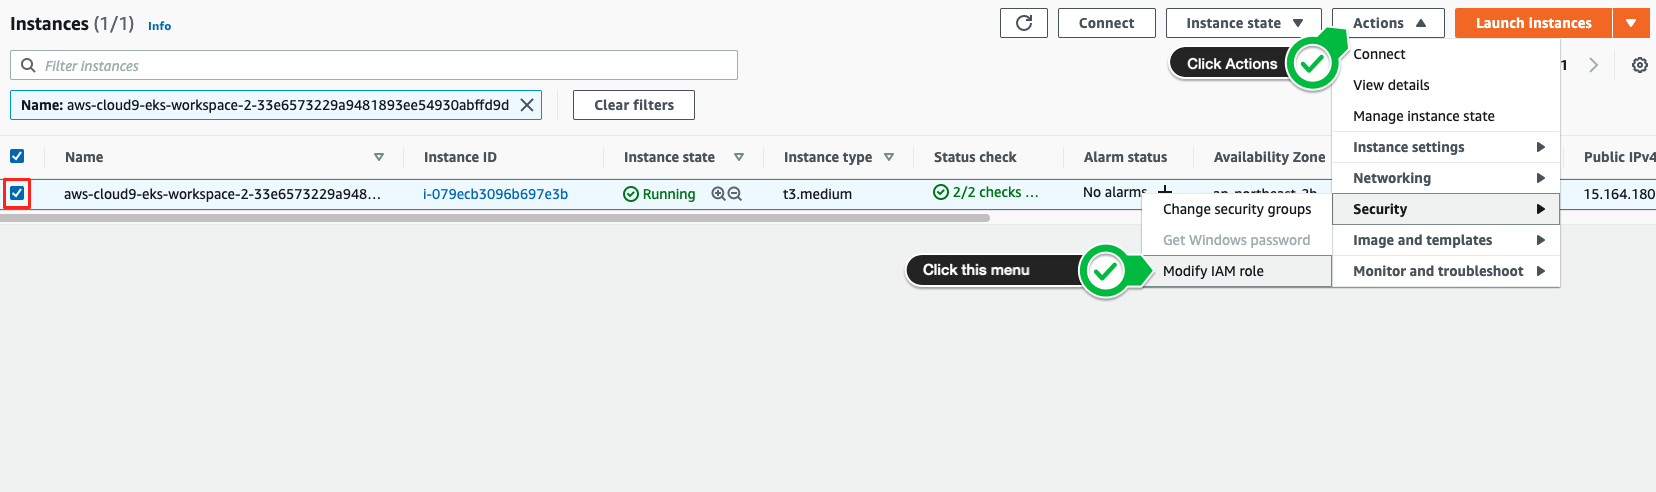 Instances (1/1) Info
Connect
Instance state
Actions
Launch instances
Filter instances
Click Actions
1
Name: aws-cloud9-eks-workspace-2-33e6573229a9481893ee54930abffd9d
Clear filters
Connect
View details
Manage instance state
Instance settings
Networking
Security
Image and templates
Monitor and troubleshoot
Name
Instance ID
Instance state
Instance type
Status check
Alarm status
Availability Zone
Public IPv4
aws-cloud9-eks-workspace-2-33e6573229a948...
i-079ecb3096b697e3b
Running
t3.medium
2/2 checks ...
No alarms
15.164.180
Change security groups
Get Windows password
Modify IAM role
Click this menu